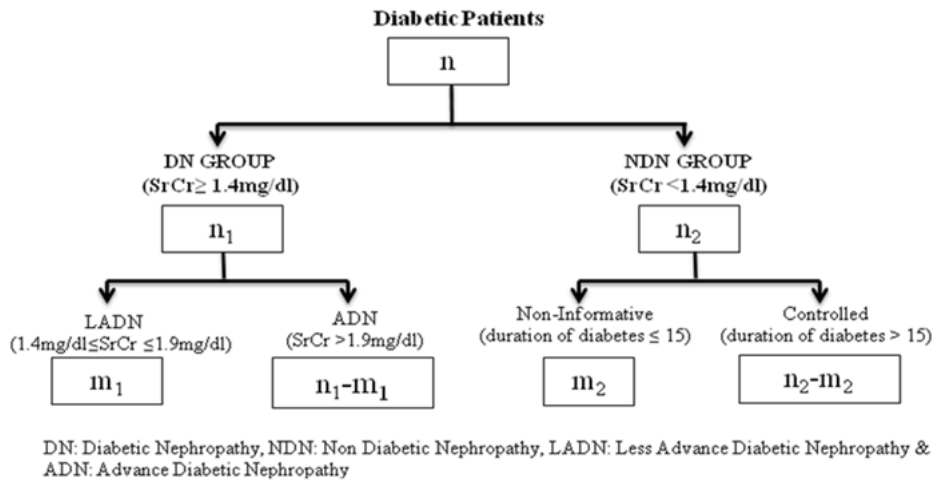 Diabetic Patients
n
DN GROUP
(SrCr≥ 1.4mg/dl)
n₁
NDN GROUP
(SrCr <1.4mg/dl)
n₂
LADN
(1.4mg/dl≤SrCr ≤1.9mg/dl)
m₁
ADN
(SrCr >1.9mg/dl)
n₁-m₁
Non-Informative
(duration of diabetes ≤ 15)
m₂
Controlled
(duration of diabetes > 15)
n₂-m₂
DN: Diabetic Nephropathy, NDN: Non Diabetic Nephropathy, LADN: Less Advance Diabetic Nephropathy &
ADN: Advance Diabetic Nephropathy